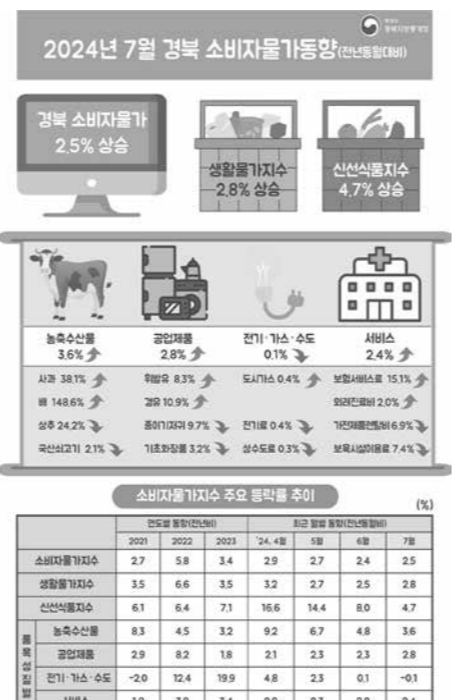 2024년 7월 경북 소비자물가동향(전년동월대비)
경북 소비자물가
2.5% 상승
생활물가지수
2.8% 상승
신선식품지수
4.7% 상승
농축수산물
3.6%
공업제품
2.8%
전기·가스·수도
0.1%
서비스
2.4%
사과 38.1%
휘발유 8.3%
도시가스 0.4%
보험서비스료 15.1%
배 148.6%
경유 10.9%
외래진료비 2.0%
상추 24.2%
종이기저귀 9.7%
전기료 0.4%
가전제품렌탈비 6.9%
국산쇠고기 2.1%
기초화장품 3.2%
상수도료 0.3%
보육시설이용료 7.4%
소비자물가지수 주요 등락률 추이
(%)
연도별 동향(전년비) 최근 월별 동향(전년동월비)
2021 2022 2023 '24. 4월 5월 6월 7월
소비자물가지수 2.7 5.8 3.4 2.9 2.7 2.4 2.5
생활물가지수 3.5 6.6 3.5 3.2 2.7 2.5 2.8
신선식품지수 6.1 6.4 7.1 16.6 14.4 8.0 4.7
품목성질별
농축수산물 8.3 4.5 3.2 9.2 6.7 4.8 3.6
공업제품 2.9 8.2 1.8 2.1 2.3 2.3 2.8
전기·가스·수도 -2.0 12.4 19.9 4.8 2.3 0.1 -0.1